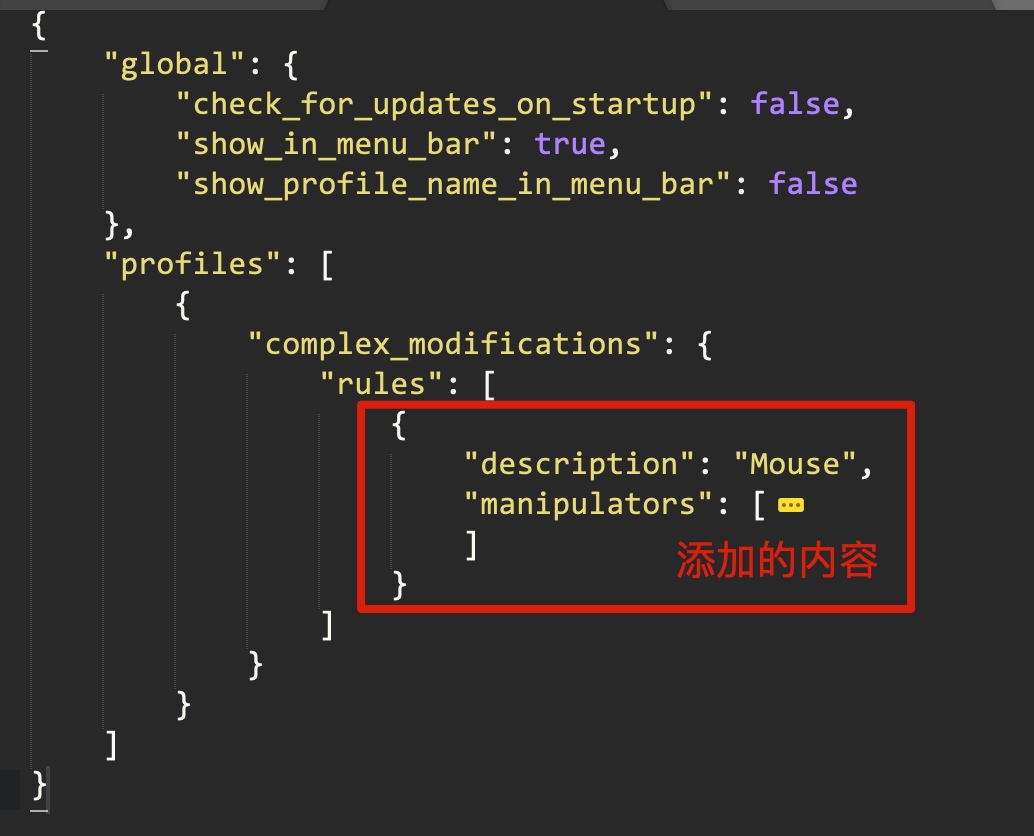 {
    "global": {
        "check_for_updates_on_startup": false,
        "show_in_menu_bar": true,
        "show_profile_name_in_menu_bar": false
    },
    "profiles": [
        {
            "complex_modifications": {
                "rules": [
                    {
                        "description": "Mouse",
                        "manipulators": [
                        ]
添加的内容
                    }
                ]
            }
        }
    ]
}